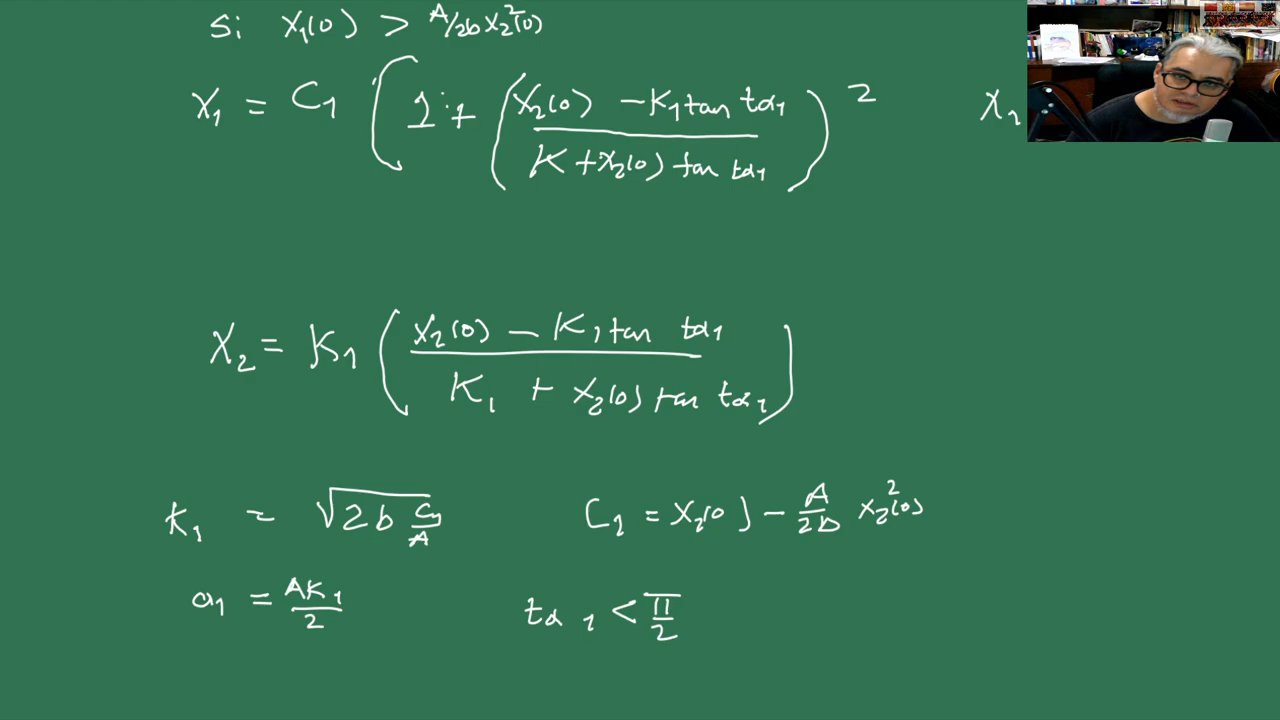 Si X₁(0) > A/2b X₂²(0)
X₁ = C₁ ( 1 + ( (X₂(0) − K₁ tan tα₁) / (K + X₂(0) tan tα₁) )²
X₂ = K₁ ( (X₂(0) − K₁ tan tα₁) / (K₁ + X₂(0) tan tα₁) )
K₁ = √(2b C₁/A) C₁ = X₂(0) − A/2b X₂²(0)
α₁ = AK₁/2 tα₁ < π/2